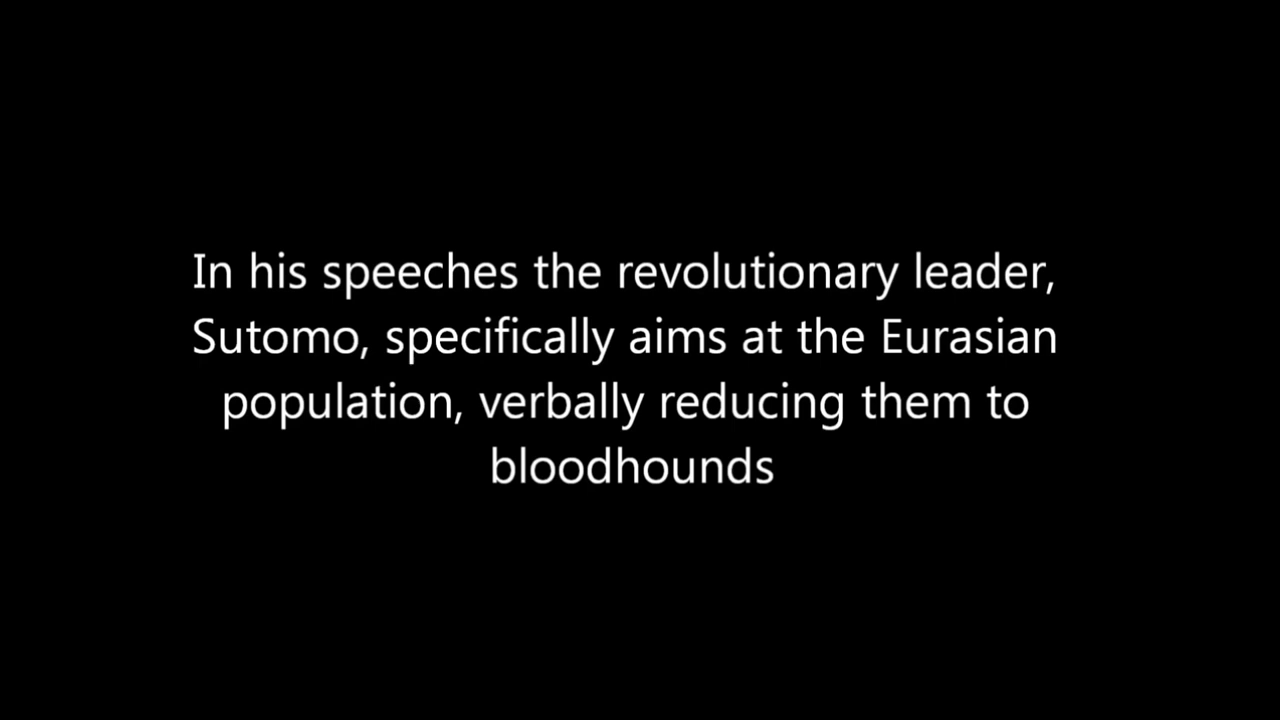 In his speeches the revolutionary leader,
Sutomo, specifically aims at the Eurasian
population, verbally reducing them to
bloodhounds